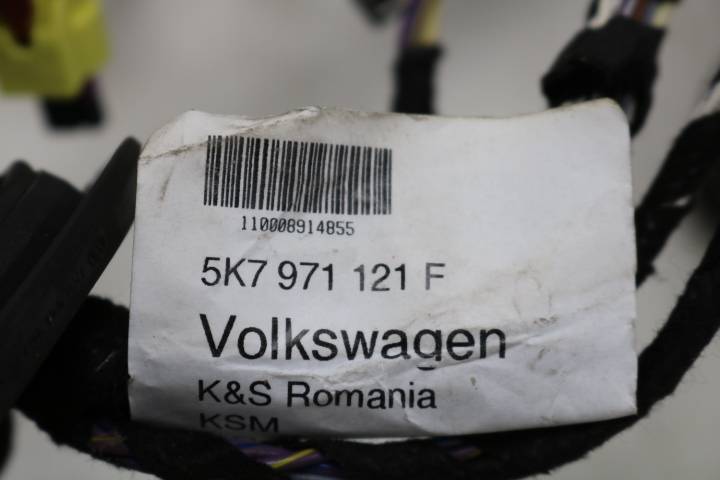 110008914855
5K7 971 121 F
Volkswagen
K&S Romania
KSM